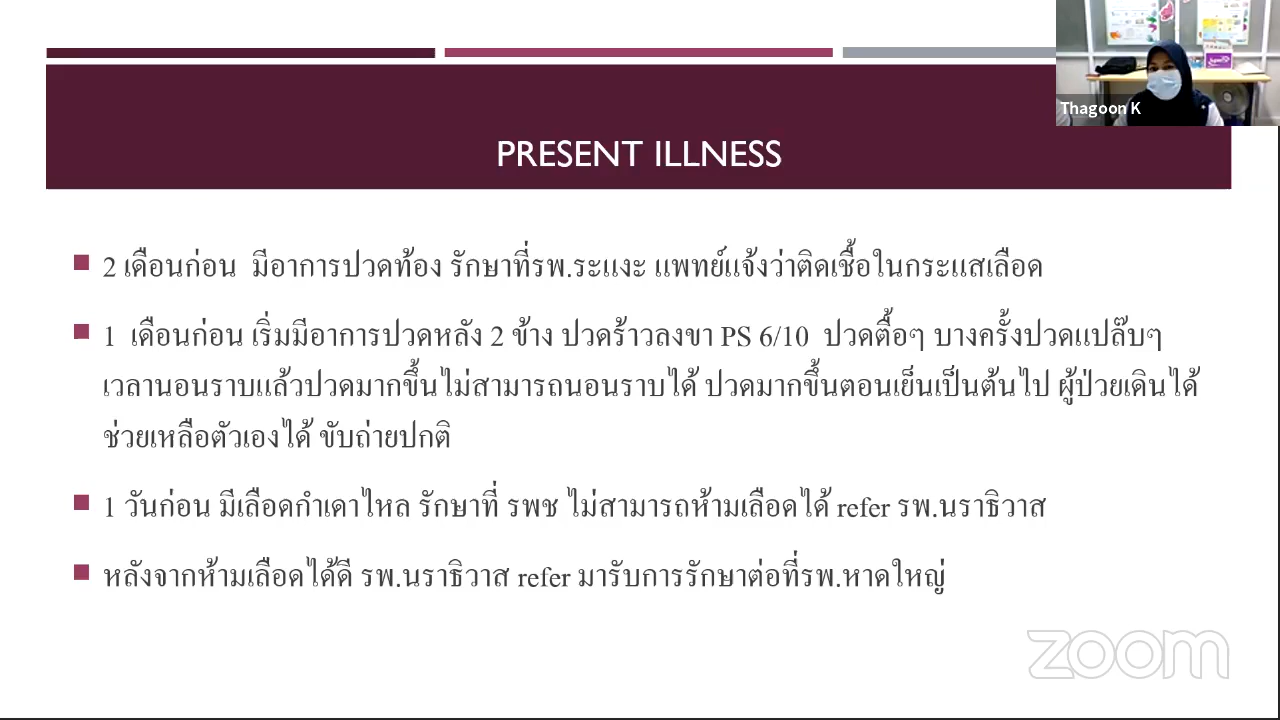 Thagoon K
PRESENT ILLNESS
2 เดือนก่อน มีอาการปวดท้อง รักษาที่รพ.ระแงะ แพทย์แจ้งว่าติดเชื้อในกระแสเลือด
1 เดือนก่อน เริ่มมีอาการปวดหลัง 2 ข้าง ปวดร้าวลงขา PS 6/10 ปวดตื้อๆ บางครั้งปวดแปล๊บๆ
เวลานอนราบแล้วปวดมากขึ้นไม่สามารถนอนราบได้ ปวดมากขึ้นตอนเย็นเป็นต้นไป ผู้ป่วยเดินได้
ช่วยเหลือตัวเองได้ ขับถ่ายปกติ
1 วันก่อน มีเลือดกำเดาไหล รักษาที่ รพช ไม่สามารถห้ามเลือดได้ refer รพ.นราธิวาส
หลังจากห้ามเลือดได้ดี รพ.นราธิวาส refer มารับการรักษาต่อที่รพ.หาดใหญ่
zoom